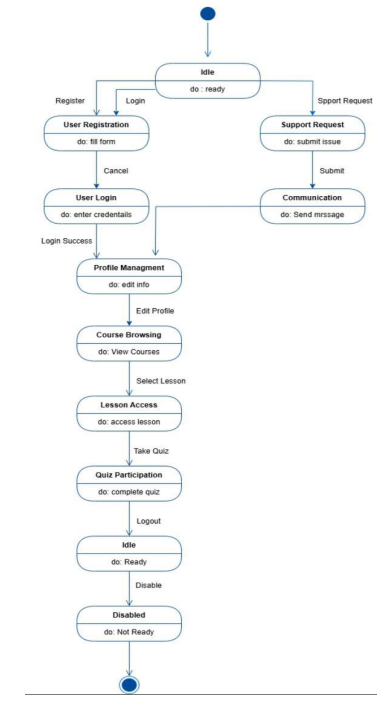 Idle
do : ready
Register
Login
Spport Request
User Registration
do: fill form
Support Request
do: submit issue
Cancel
Submit
User Login
do: enter credentails
Communication
do: Send mrssage
Login Success
Profile Managment
do: edit info
Edit Profile
Course Browsing
do: View Courses
Select Lesson
Lesson Access
do: access lesson
Take Quiz
Quiz Participation
do: complete quiz
Logout
Idle
do: Ready
Disable
Disabled
do: Not Ready